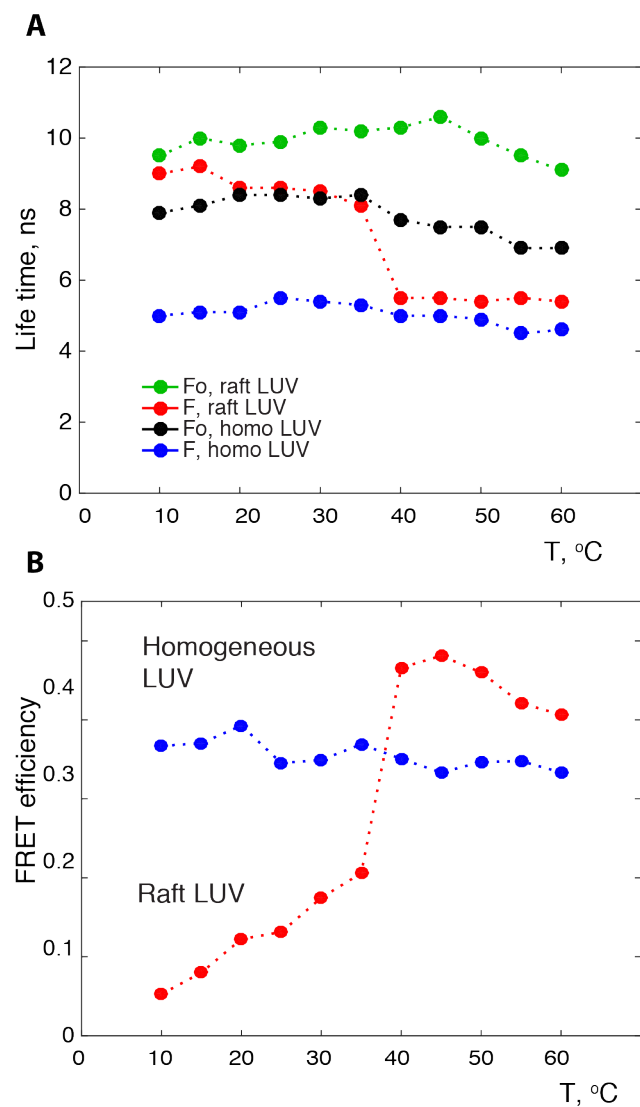 A
12
10
8
6
4
2
0
Life time, ns
Fo, raft LUV
F, raft LUV
Fo, homo LUV
F, homo LUV
0 10 20 30 40 50 60
T, °C
B
0.5
0.4
0.3
0.2
0.1
0
FRET efficiency
Homogeneous
LUV
Raft LUV
0 10 20 30 40 50 60
T, °C